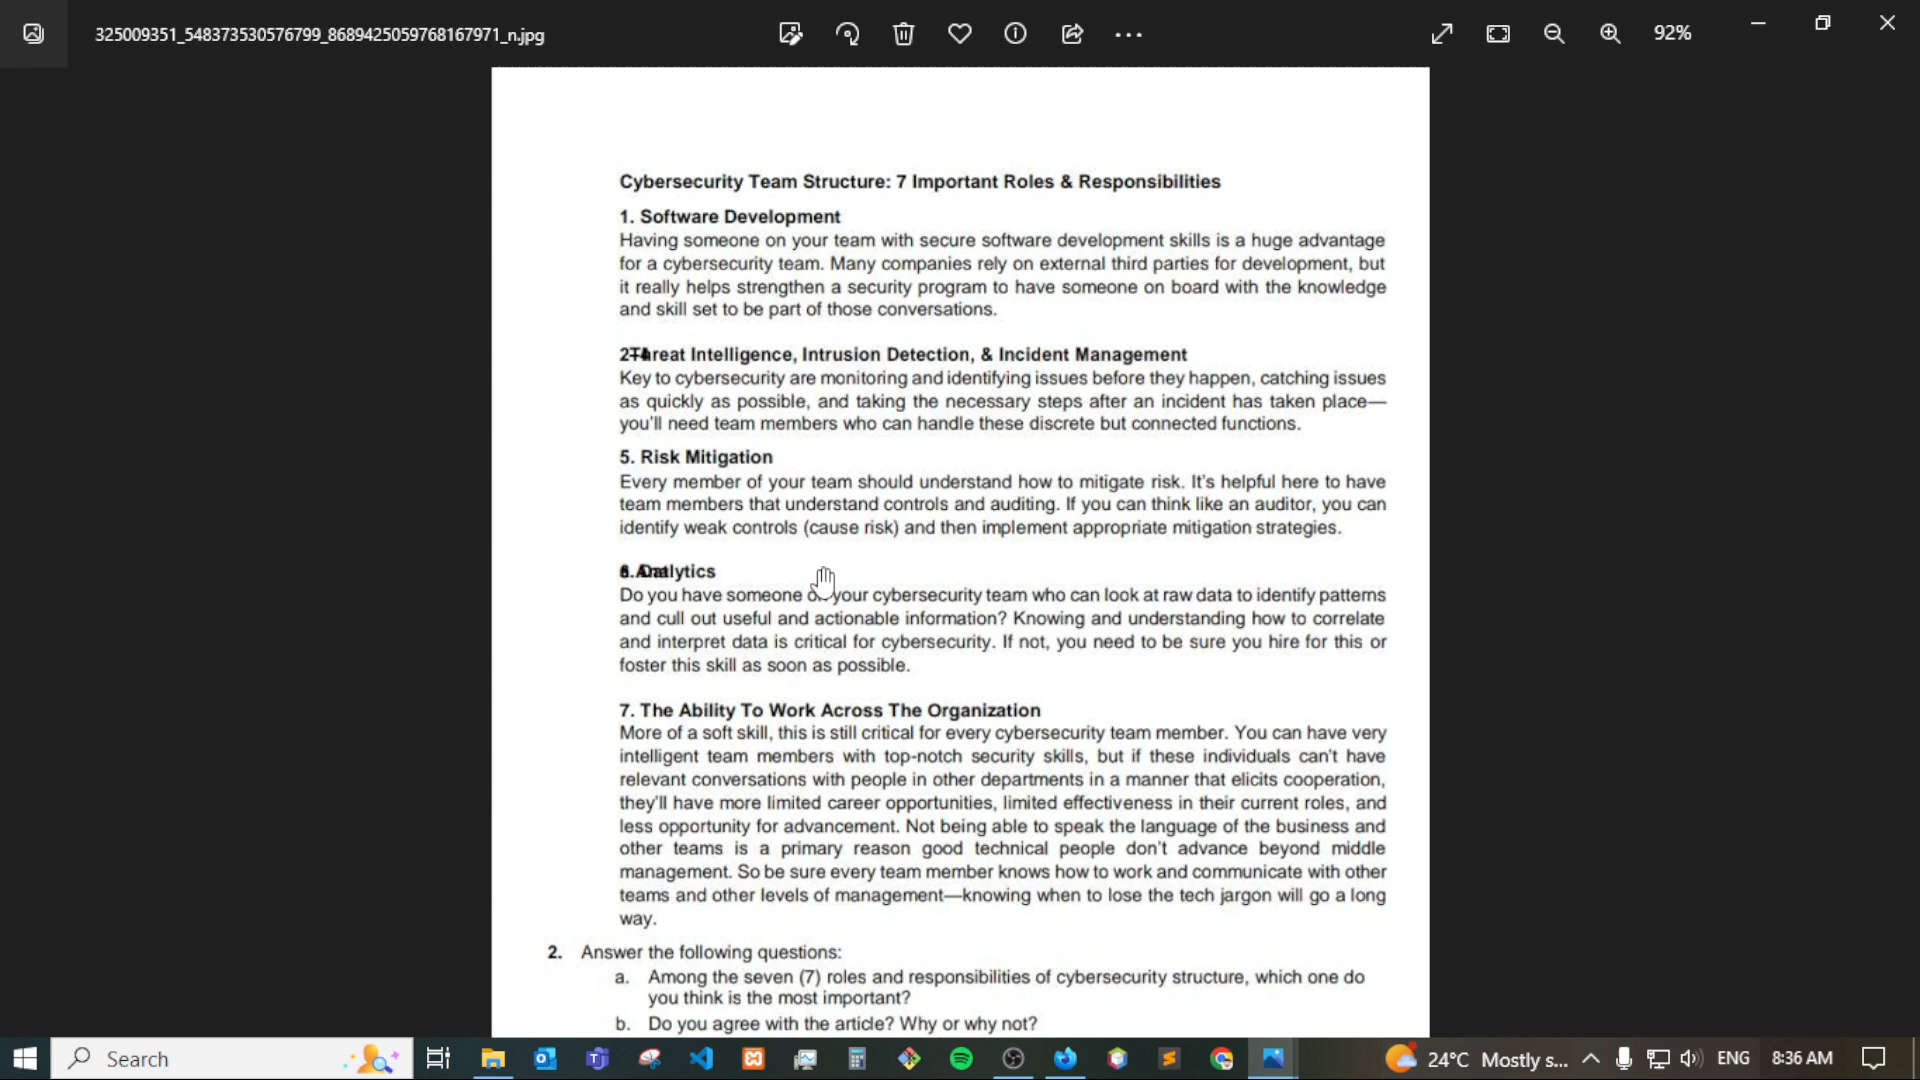 325009351_548373530576799_8689425059768167971_n.jpg
92%
Cybersecurity Team Structure: 7 Important Roles & Responsibilities
1. Software Development
Having someone on your team with secure software development skills is a huge advantage
for a cybersecurity team. Many companies rely on external third parties for development, but
it really helps strengthen a security program to have someone on board with the knowledge
and skill set to be part of those conversations.
Threat Intelligence, Intrusion Detection, & Incident Management
Key to cybersecurity are monitoring and identifying issues before they happen, catching issues
as quickly as possible, and taking the necessary steps after an incident has taken place—
you'll need team members who can handle these discrete but connected functions.
5. Risk Mitigation
Every member of your team should understand how to mitigate risk. It's helpful here to have
team members that understand controls and auditing. If you can think like an auditor, you can
identify weak controls (cause risk) and then implement appropriate mitigation strategies.
Analytics
Do you have someone on your cybersecurity team who can look at raw data to identify patterns
and cull out useful and actionable information? Knowing and understanding how to correlate
and interpret data is critical for cybersecurity. If not, you need to be sure you hire for this or
foster this skill as soon as possible.
7. The Ability To Work Across The Organization
More of a soft skill, this is still critical for every cybersecurity team member. You can have very
intelligent team members with top-notch security skills, but if these individuals can't have
relevant conversations with people in other departments in a manner that elicits cooperation,
they'll have more limited career opportunities, limited effectiveness in their current roles, and
less opportunity for advancement. Not being able to speak the language of the business and
other teams is a primary reason good technical people don't advance beyond middle
management. So be sure every team member knows how to work and communicate with other
teams and other levels of management—knowing when to lose the tech jargon will go a long
way.
2. Answer the following questions:
a. Among the seven (7) roles and responsibilities of cybersecurity structure, which one do
you think is the most important?
b. Do you agree with the article? Why or why not?
Search
24°C Mostly s...
ENG
8:36 AM